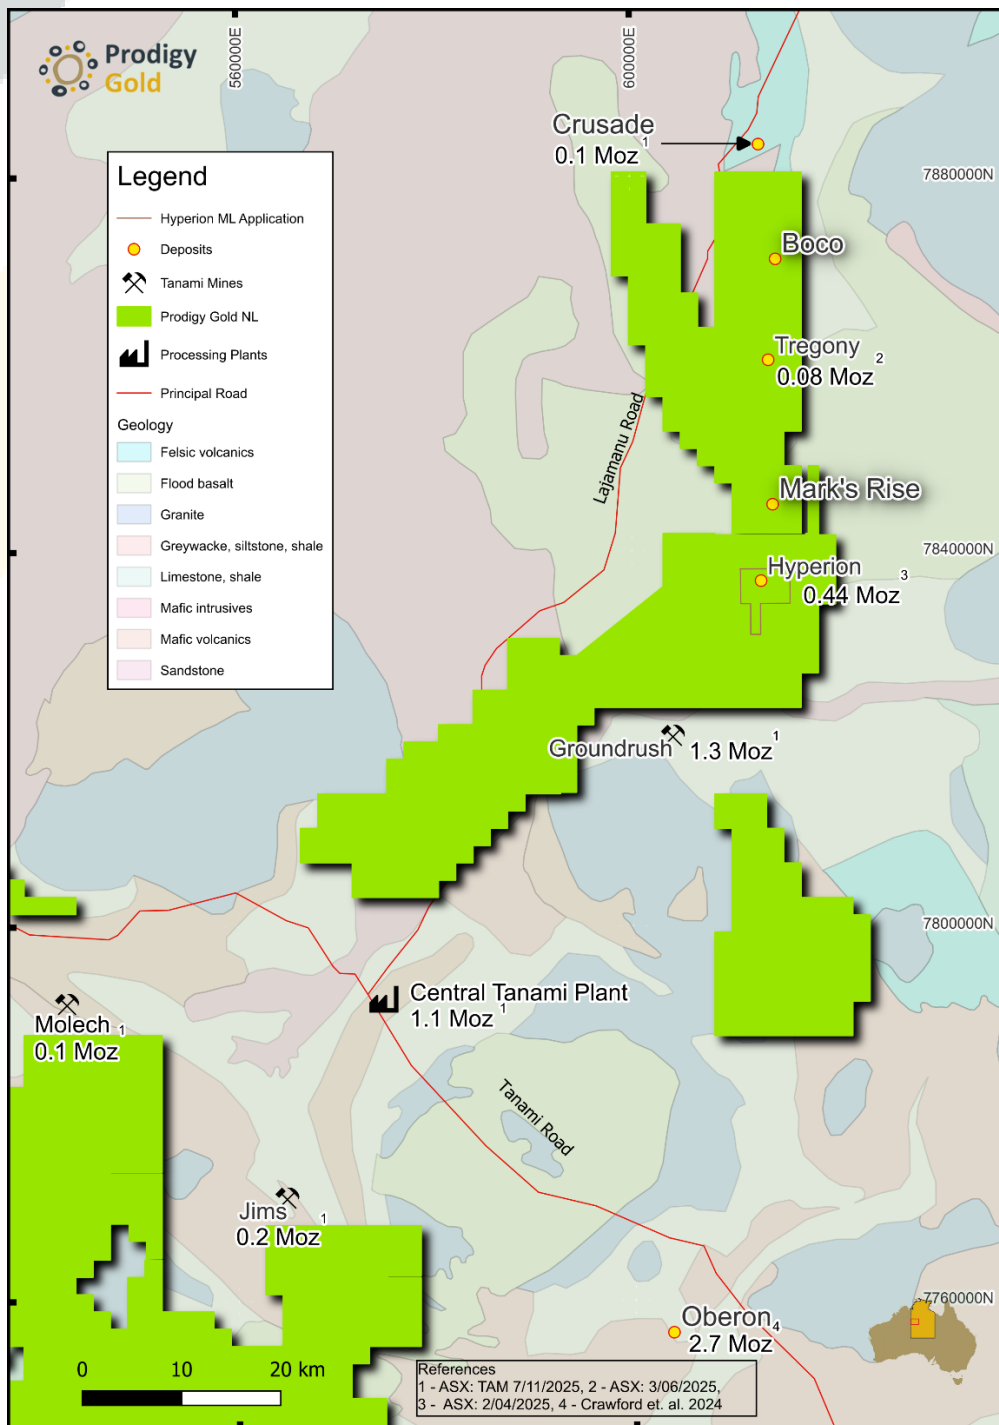 Prodigy
Gold
560000E
600000E
Crusade
0.1 Moz 1
7880000N
Legend
Hyperion ML Application
Deposits
Tanami Mines
Prodigy Gold NL
Processing Plants
Principal Road
Geology
Felsic volcanics
Flood basalt
Granite
Greywacke, siltstone, shale
Limestone, shale
Mafic intrusives
Mafic volcanics
Sandstone
Boco
Tregony 2
0.08 Moz
Lajamanu Road
Mark's Rise
7840000N
Hyperion 3
0.44 Moz
Groundrush 1.3 Moz 1
7800000N
Central Tanami Plant
1.1 Moz 1
Molech 1
0.1 Moz
Tanami Road
Jims 1
0.2 Moz
7760000N
Oberon 4
2.7 Moz
0 10 20 km
References
1 - ASX: TAM 7/11/2025, 2 - ASX: 3/06/2025,
3 - ASX: 2/04/2025, 4 - Crawford et. al. 2024